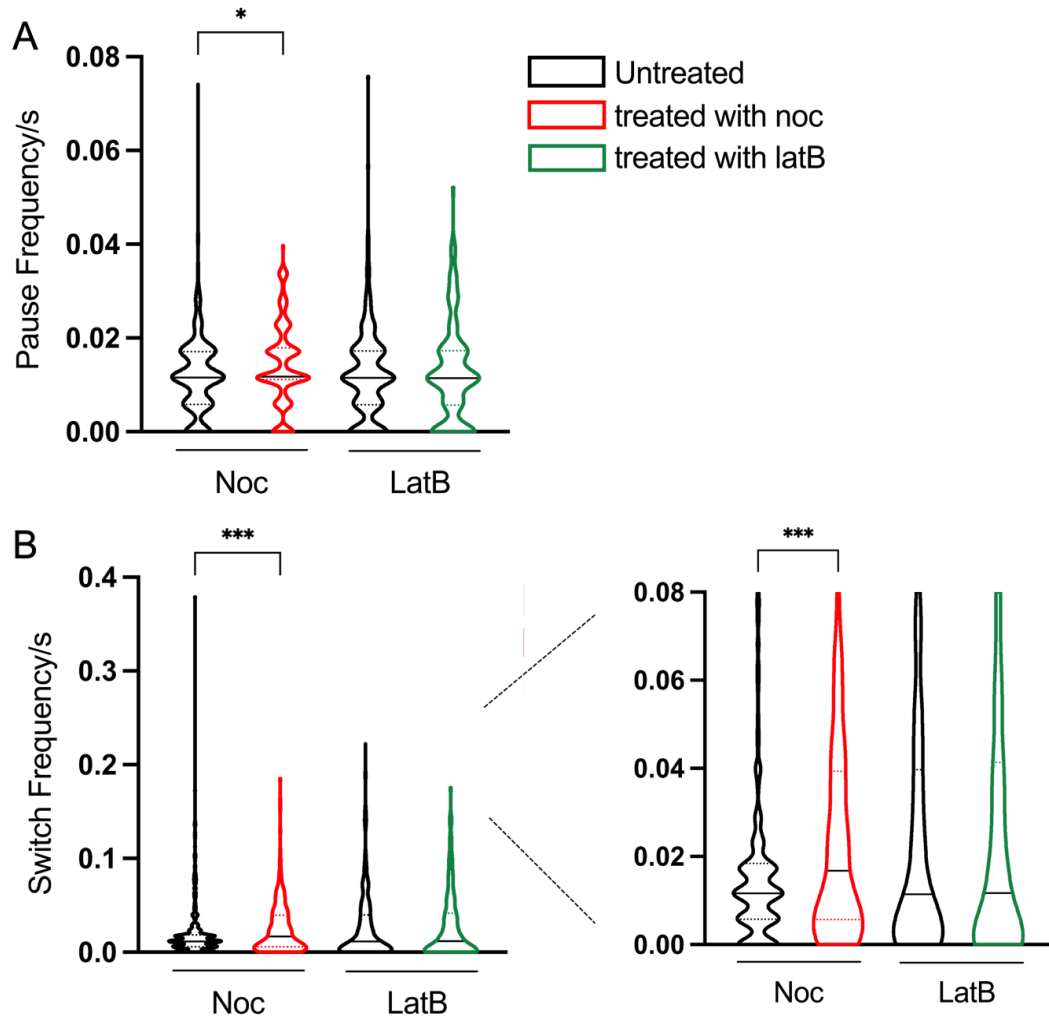 A
*
Pause Frequency/s
0.08
0.06
0.04
0.02
0.00
Noc
LatB
Untreated
treated with noc
treated with latB
B
***
Switch Frequency/s
0.4
0.3
0.2
0.1
0.0
Noc
LatB
***
0.08
0.06
0.04
0.02
0.00
Noc
LatB